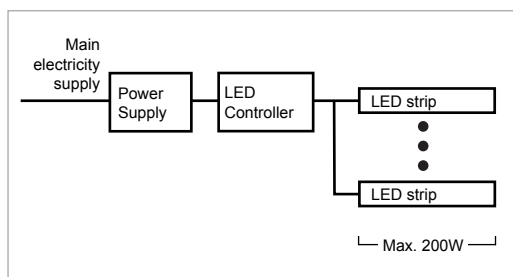 Main
electricity
supply
Power
Supply
LED
Controller
LED strip
LED strip
Max. 200W